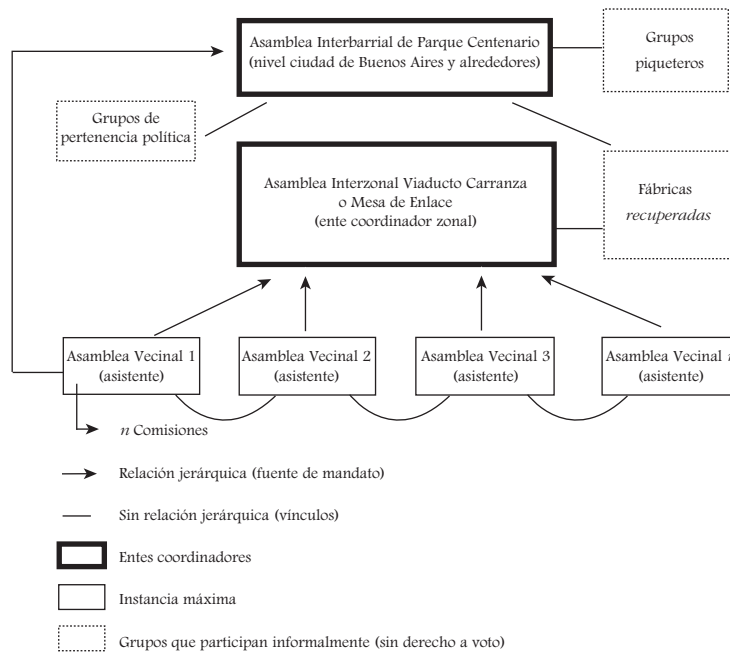 Asamblea Interbarrial de Parque Centenario
(nivel ciudad de Buenos Aires y alrededores)
Grupos
piqueteros
Grupos de
pertenencia política
Asamblea Interzonal Viaducto Carranza
o Mesa de Enlace
(ente coordinador zonal)
Fábricas
recuperadas
Asamblea Vecinal 1
(asistente)
Asamblea Vecinal 2
(asistente)
Asamblea Vecinal 3
(asistente)
Asamblea Vecinal
(asistente)
n Comisiones
Relación jerárquica (fuente de mandato)
Sin relación jerárquica (vínculos)
Entes coordinadores
Instancia máxima
Grupos que participan informalmente (sin derecho a voto)